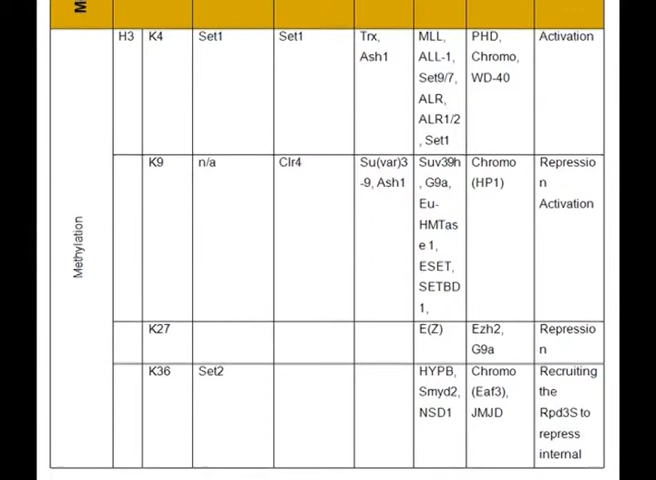 M
H3 K4 Set1 Set1 Trx, MLL, PHD, Activation
Ash1 ALL-1, Chromo,
Set9/7, WD-40
ALR,
ALR1/2
, Set1
K9 n/a Clr4 Su(var)3 Suv39h Chromo Repressio
-9, Ash1 , G9a, (HP1) n
Eu- Activation
HMTas
e 1,
ESET,
SETBD
1,
Methylation
K27 E(Z) Ezh2, Repressio
G9a n
K36 Set2 HYPB, Chromo Recruiting
Smyd2, (Eaf3), the
NSD1 JMJD Rpd3S to
repress
internal